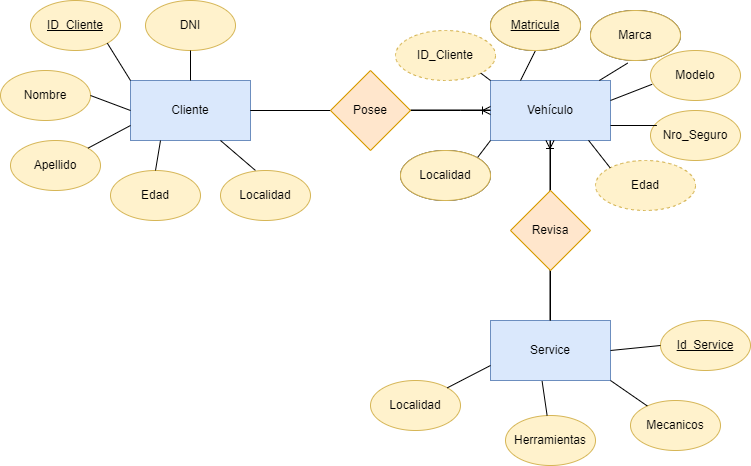 ID_Cliente
DNI
Nombre
Apellido
Edad
Localidad
Cliente
Posee
ID_Cliente
Matricula
Marca
Modelo
Nro_Seguro
Edad
Localidad
Vehículo
Revisa
Service
Id_Service
Localidad
Herramientas
Mecanicos